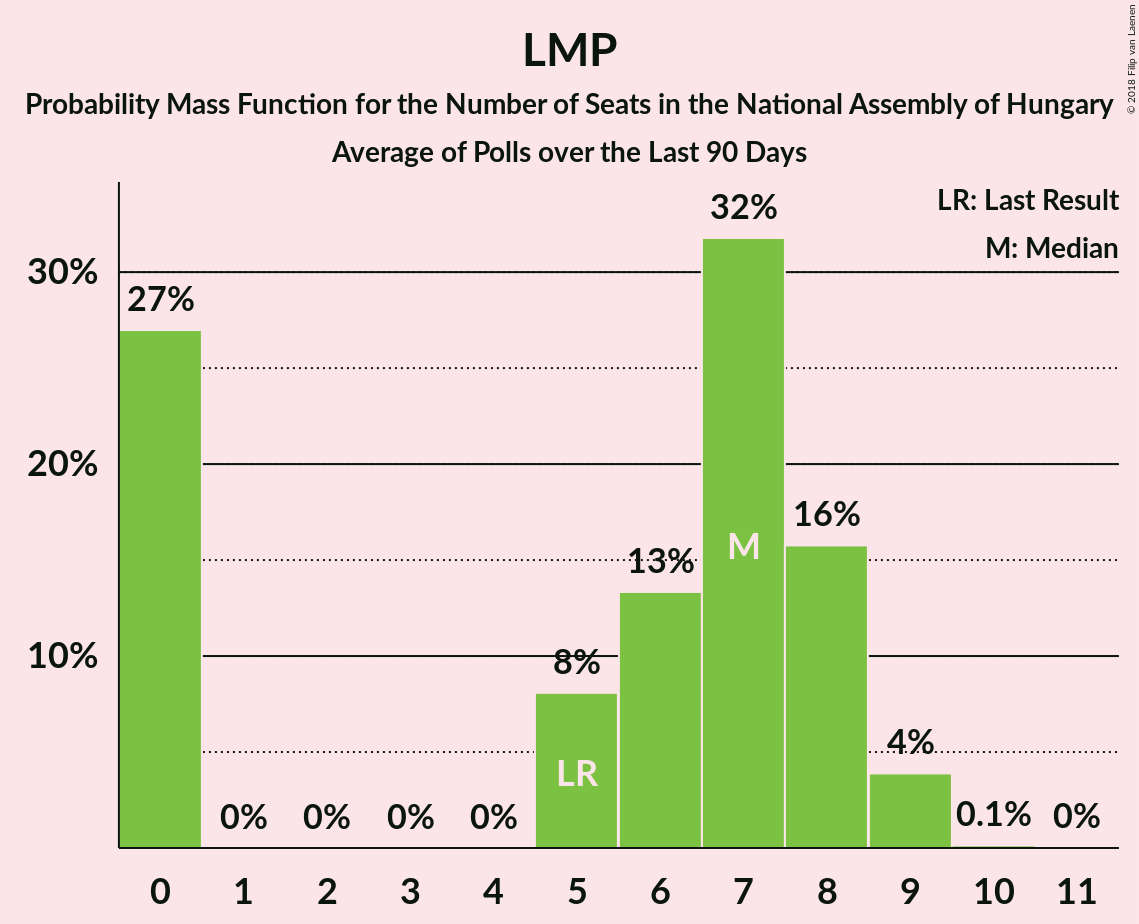 LMP
Probability Mass Function for the Number of Seats in the National Assembly of Hungary
Average of Polls over the Last 90 Days
© 2018 Filip van Laenen
LR: Last Result
M: Median
30%
20%
10%
27%
0%
0%
0%
0%
8%
13%
32%
16%
4%
0.1%
0%
LR
M
0 1 2 3 4 5 6 7 8 9 10 11